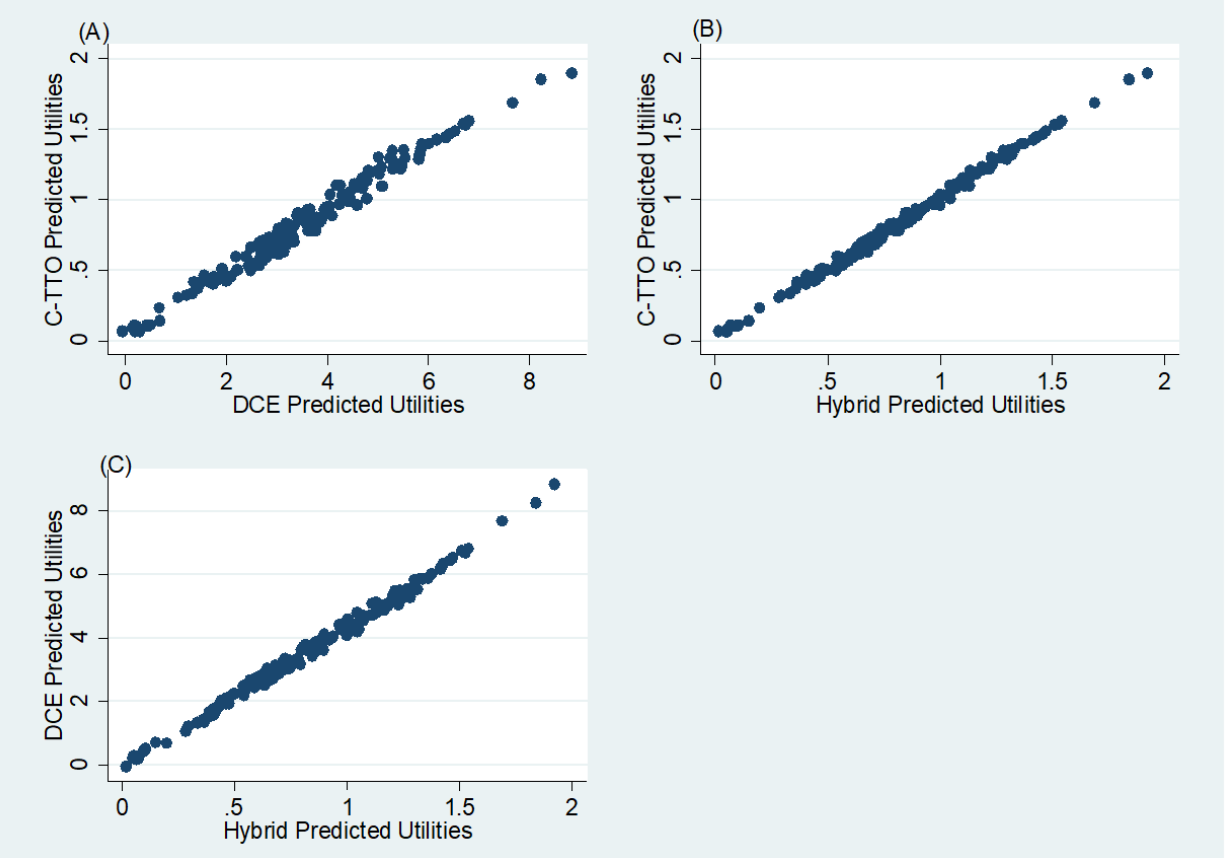 (A)
C-TTO Predicted Utilities
2
1.5
1
.5
0
0 2 4 6 8
DCE Predicted Utilities
(B)
C-TTO Predicted Utilities
2
1.5
1
.5
0
0 .5 1 1.5 2
Hybrid Predicted Utilities
(C)
DCE Predicted Utilities
8
6
4
2
0
0 .5 1 1.5 2
Hybrid Predicted Utilities